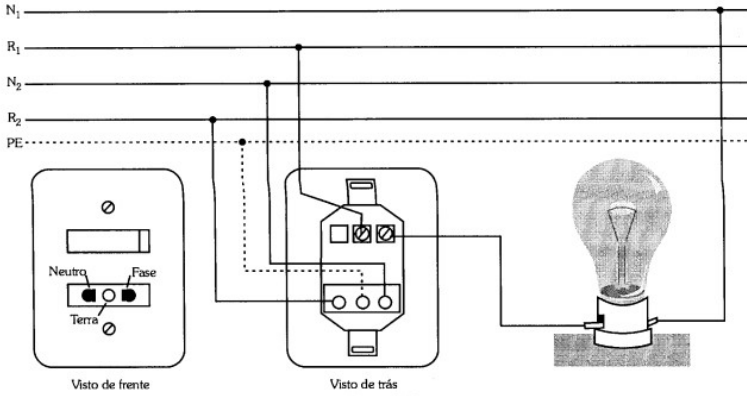 N1
R1
N2
R2
PE
Neutro
Fase
Terra
Visto de frente
Visto de trás